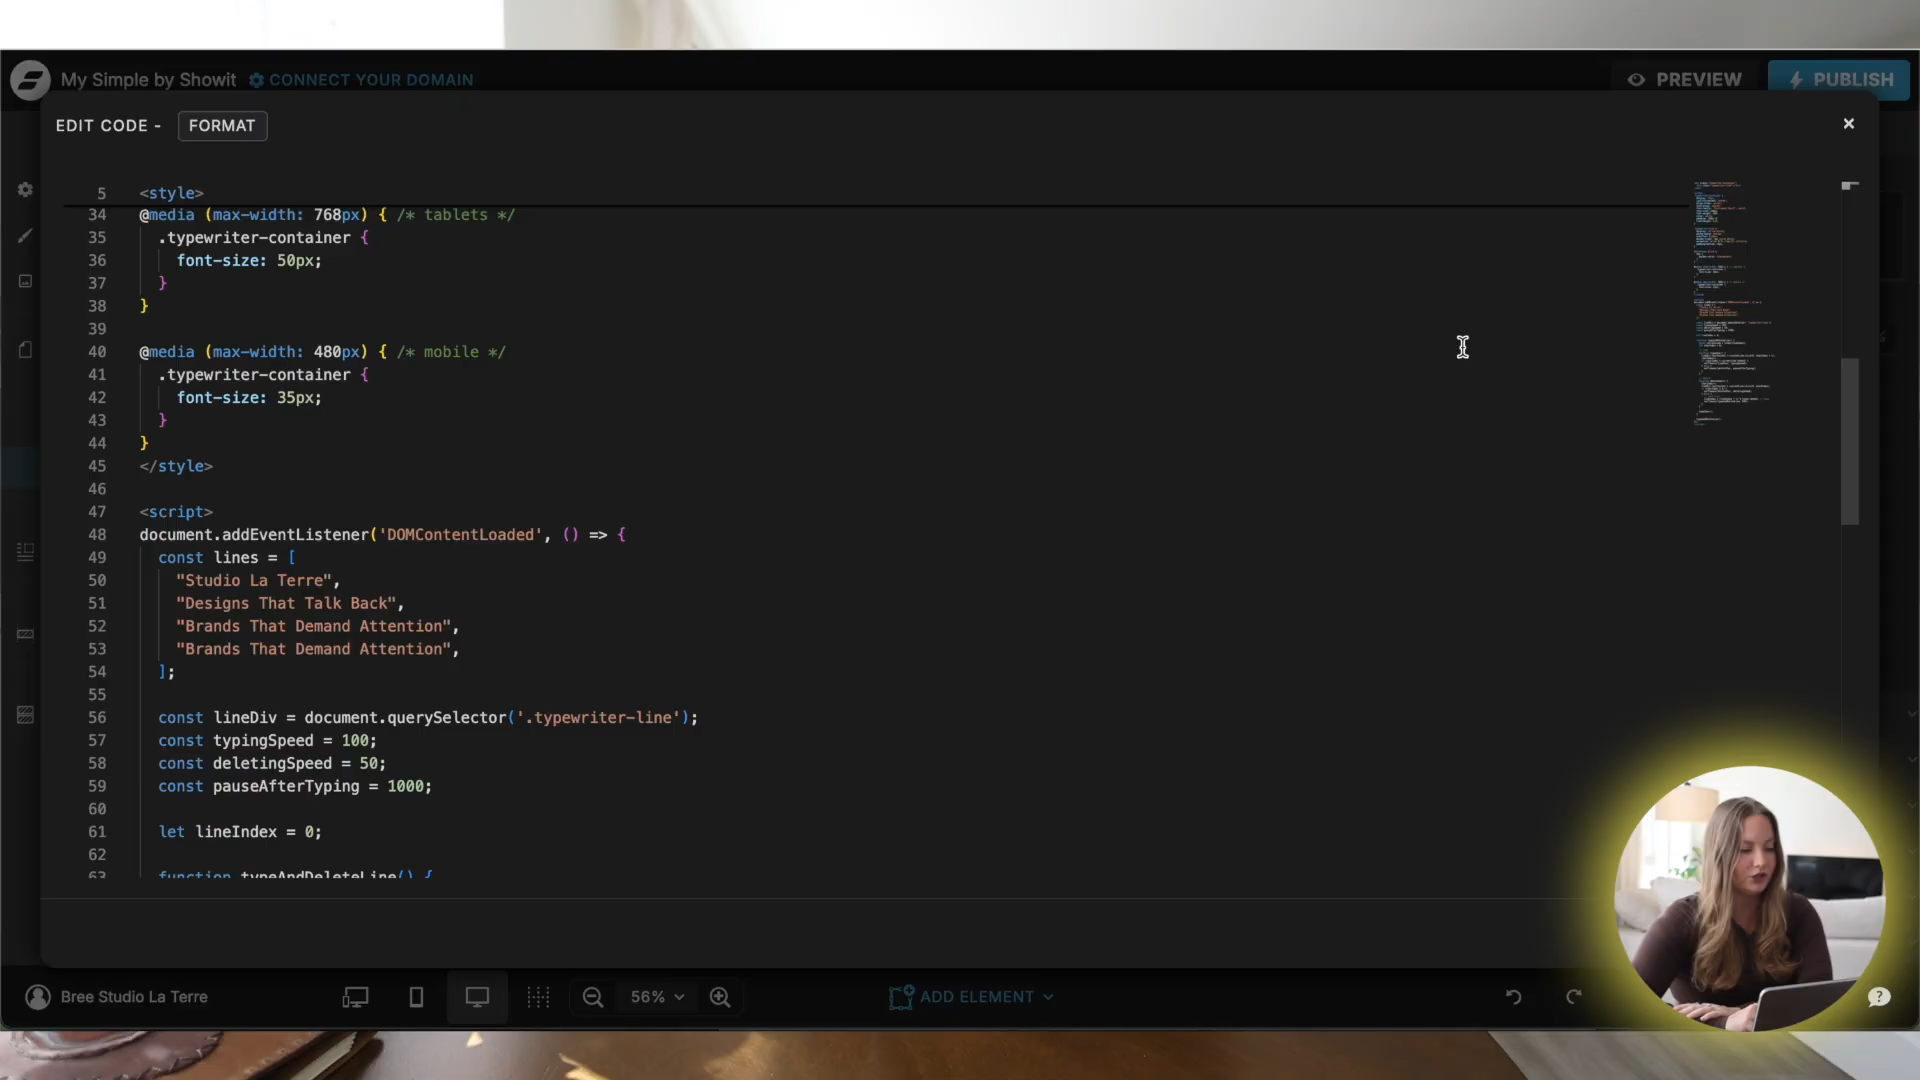 My Simple by Showit CONNECT YOUR DOMAIN PREVIEW PUBLISH
EDIT CODE - FORMAT ×
5 <style>
34 @media (max-width: 768px) { /* tablets */
35 .typewriter-container {
36 font-size: 50px;
37 }
38 }
39
40 @media (max-width: 480px) { /* mobile */
41 .typewriter-container {
42 font-size: 35px;
43 }
44 }
45 </style>
46
47 <script>
48 document.addEventListener('DOMContentLoaded', () => {
49 const lines = [
50 "Studio La Terre",
51 "Designs That Talk Back",
52 "Brands That Demand Attention",
53 "Brands That Demand Attention",
54 ];
55
56 const lineDiv = document.querySelector('.typewriter-line');
57 const typingSpeed = 100;
58 const deletingSpeed = 50;
59 const pauseAfterTyping = 1000;
60
61 let lineIndex = 0;
62
63 function typeAndDeleteLine() {
Bree Studio La Terre 56% ADD ELEMENT ?